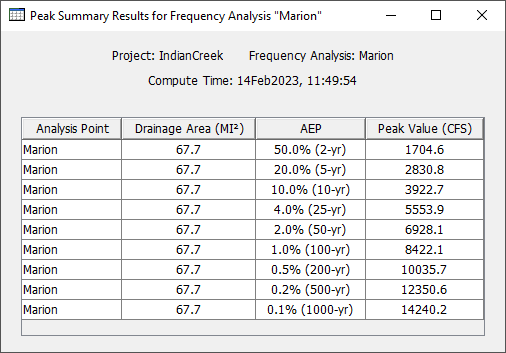 Peak Summary Results for Frequency Analysis "Marion"
Project: IndianCreek Frequency Analysis: Marion
Compute Time: 14Feb2023, 11:49:54
Analysis Point Drainage Area (MI²) AEP Peak Value (CFS)
Marion 67.7 50.0% (2-yr) 1704.6
Marion 67.7 20.0% (5-yr) 2830.8
Marion 67.7 10.0% (10-yr) 3922.7
Marion 67.7 4.0% (25-yr) 5553.9
Marion 67.7 2.0% (50-yr) 6928.1
Marion 67.7 1.0% (100-yr) 8422.1
Marion 67.7 0.5% (200-yr) 10035.7
Marion 67.7 0.2% (500-yr) 12350.6
Marion 67.7 0.1% (1000-yr) 14240.2